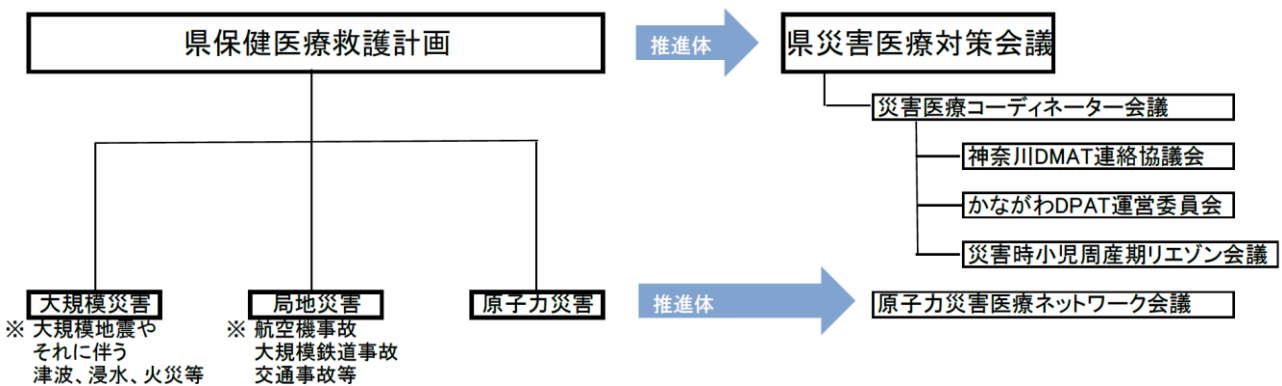 県保健医療救護計画
推進体
県災害医療対策会議
災害医療コーディネーター会議
神奈川DMAT連絡協議会
かながわDPAT運営委員会
災害時小児周産期リエゾン会議
大規模災害
※ 大規模地震や
それに伴う
津波、浸水、火災等
局地災害
※ 航空機事故
大規模鉄道事故
交通事故等
原子力災害
推進体
原子力災害医療ネットワーク会議